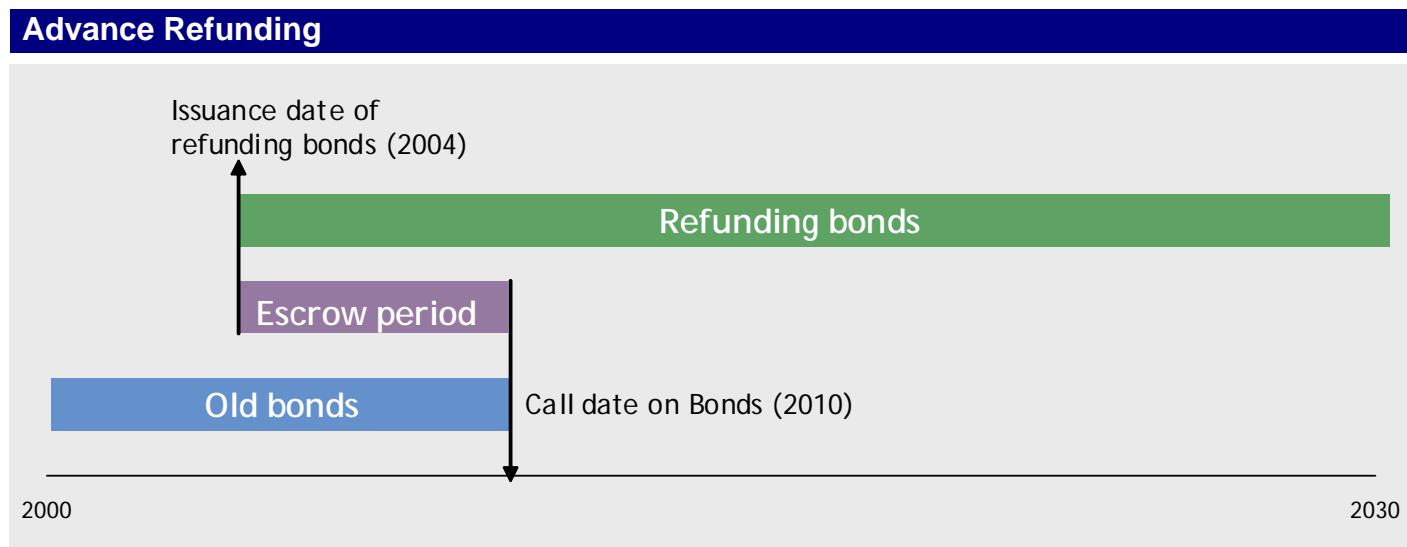 Advance Refunding
Issuance date of
refunding bonds (2004)
Refunding bonds
Escrow period
Old bonds
Call date on Bonds (2010)
2000
2030